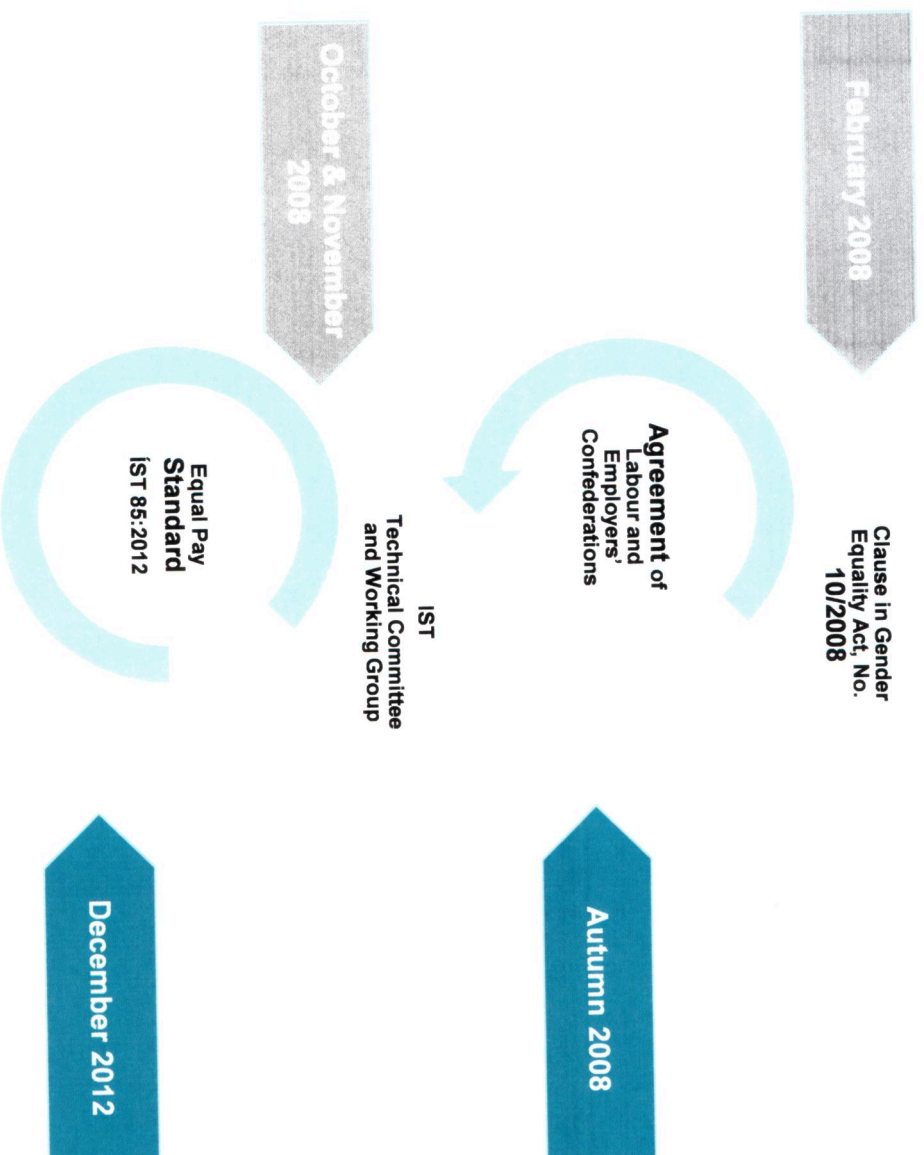 February 2008
Clause in Gender
Equality Act, No.
10/2008
Agreement of
Labour and
Employers'
Confederations
Autumn 2008
October & November
2008
IST
Technical Committee
and Working Group
Equal Pay
Standard
ÍST 85:2012
December 2012